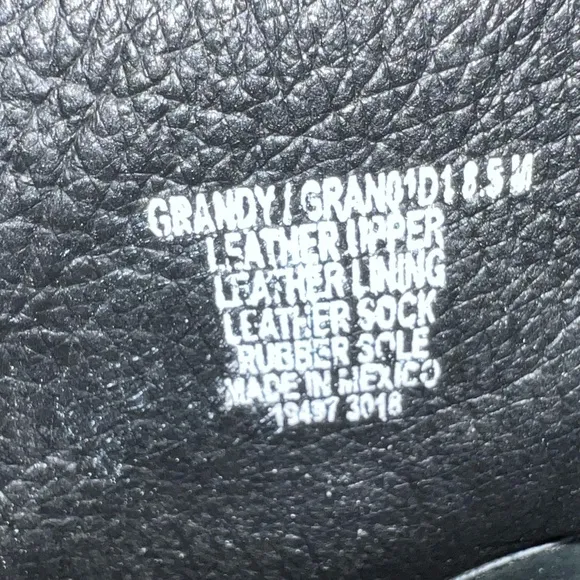 GRANDY / GRAN01D1 8.5 M
LEATHER UPPER
LEATHER LINING
LEATHER SOCK
RUBBER SOLE
MADE IN MEXICO
19497 3018